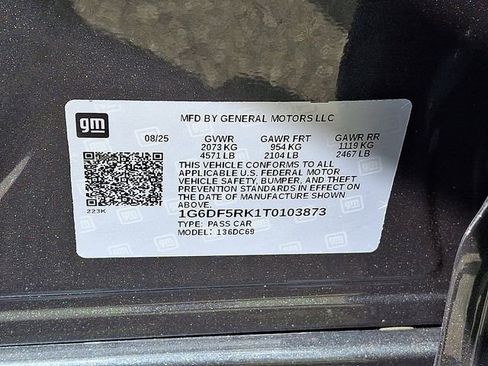 gm
MFD BY GENERAL MOTORS LLC
08/25 GVWR GAWR FRT GAWR RR
2073 KG 954 KG 1119 KG
4571 LB 2104 LB 2467 LB
THIS VEHICLE CONFORMS TO ALL
APPLICABLE U.S. FEDERAL MOTOR
VEHICLE SAFETY, BUMPER, AND THEFT
PREVENTION STANDARDS IN EFFECT ON
THE DATE OF MANUFACTURE SHOWN
ABOVE.
223K
1G6DF5RK1T0103873
TYPE: PASS CAR
MODEL: 136DC69